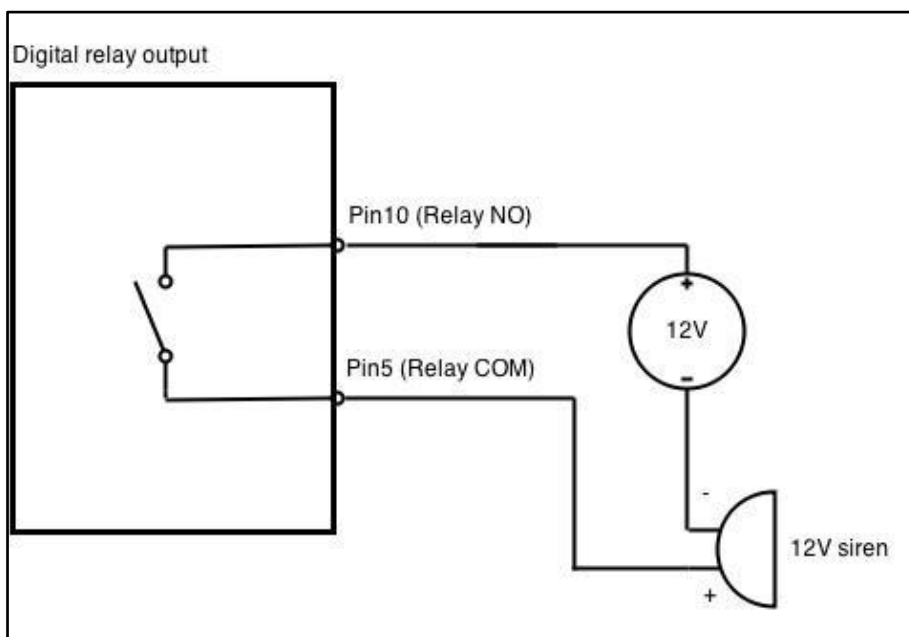 Digital relay output
Pin10 (Relay NO)
+
12V
-
Pin5 (Relay COM)
-
12V siren
+